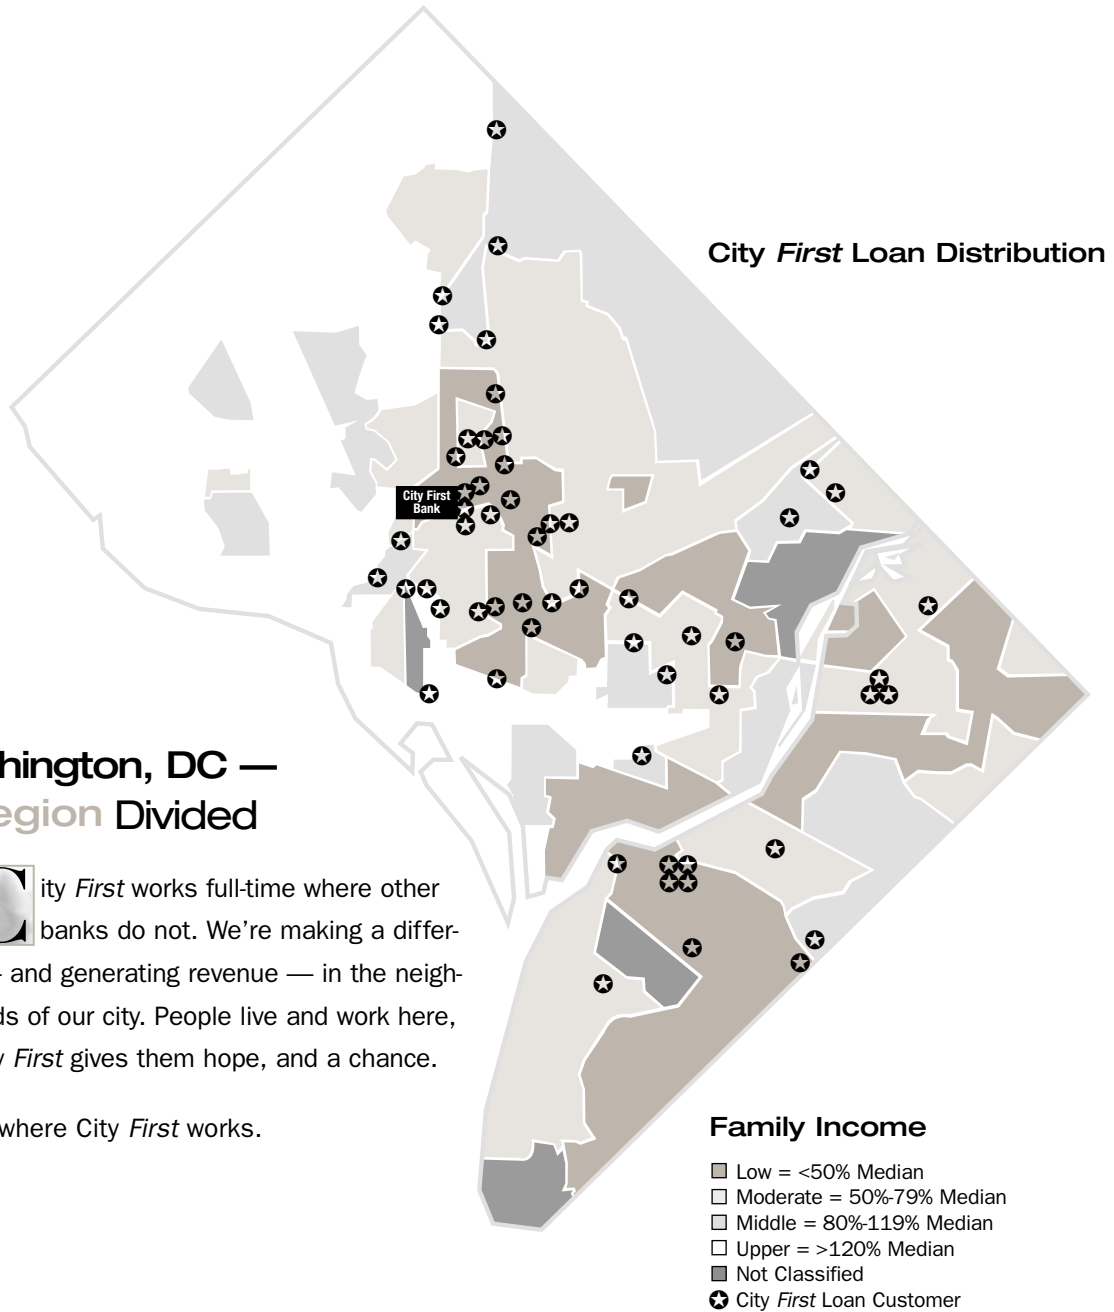 City First Loan Distribution
City First
Bank
hington, DC —
egion Divided
City First works full-time where other
banks do not. We're making a differ-
- and generating revenue — in the neigh-
ds of our city. People live and work here,
y First gives them hope, and a chance.
where City First works.
Family Income
Low = <50% Median
Moderate = 50%-79% Median
Middle = 80%-119% Median
Upper = >120% Median
Not Classified
City First Loan Customer